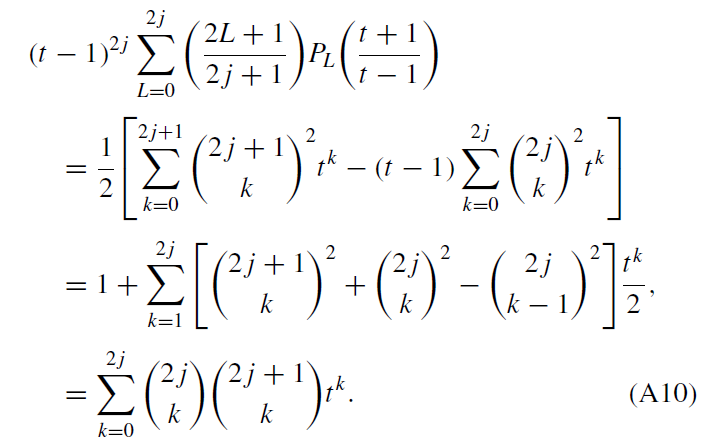 $(t-1)^{2j} \sum_{L=0}^{2j} \left( \frac{2L+1}{2j+1} \right) P_L \left( \frac{t+1}{t-1} \right)$
$= \frac{1}{2} \left[ \sum_{k=0}^{2j+1} \binom{2j+1}{k}^2 t^k - (t-1) \sum_{k=0}^{2j} \binom{2j}{k}^2 t^k \right]$
$= 1 + \sum_{k=1}^{2j} \left[ \binom{2j+1}{k}^2 + \binom{2j}{k}^2 - \binom{2j}{k-1}^2 \right] \frac{t^k}{2},$
$= \sum_{k=0}^{2j} \binom{2j}{k} \binom{2j+1}{k} t^k.$ (A10)